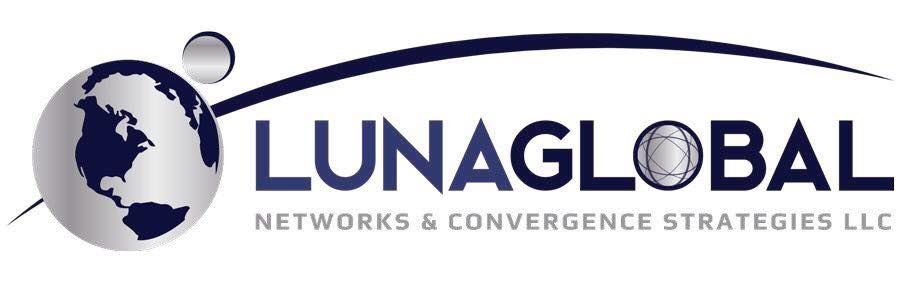 LUNAGLOBAL
NETWORKS & CONVERGENCE STRATEGIES LLC